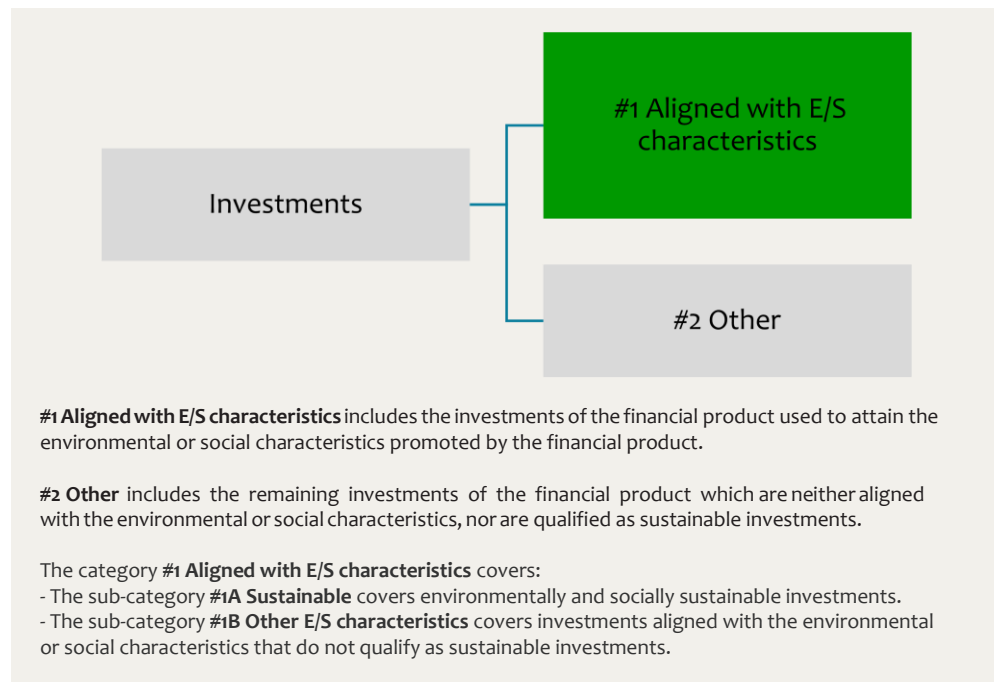 #1 Aligned with E/S
characteristics
Investments
#2 Other
#1 Aligned with E/S characteristics includes the investments of the financial product used to attain the
environmental or social characteristics promoted by the financial product.
#2 Other includes the remaining investments of the financial product which are neither aligned
with the environmental or social characteristics, nor are qualified as sustainable investments.
The category #1 Aligned with E/S characteristics covers:
- The sub-category #1A Sustainable covers environmentally and socially sustainable investments.
- The sub-category #1B Other E/S characteristics covers investments aligned with the environmental
or social characteristics that do not qualify as sustainable investments.